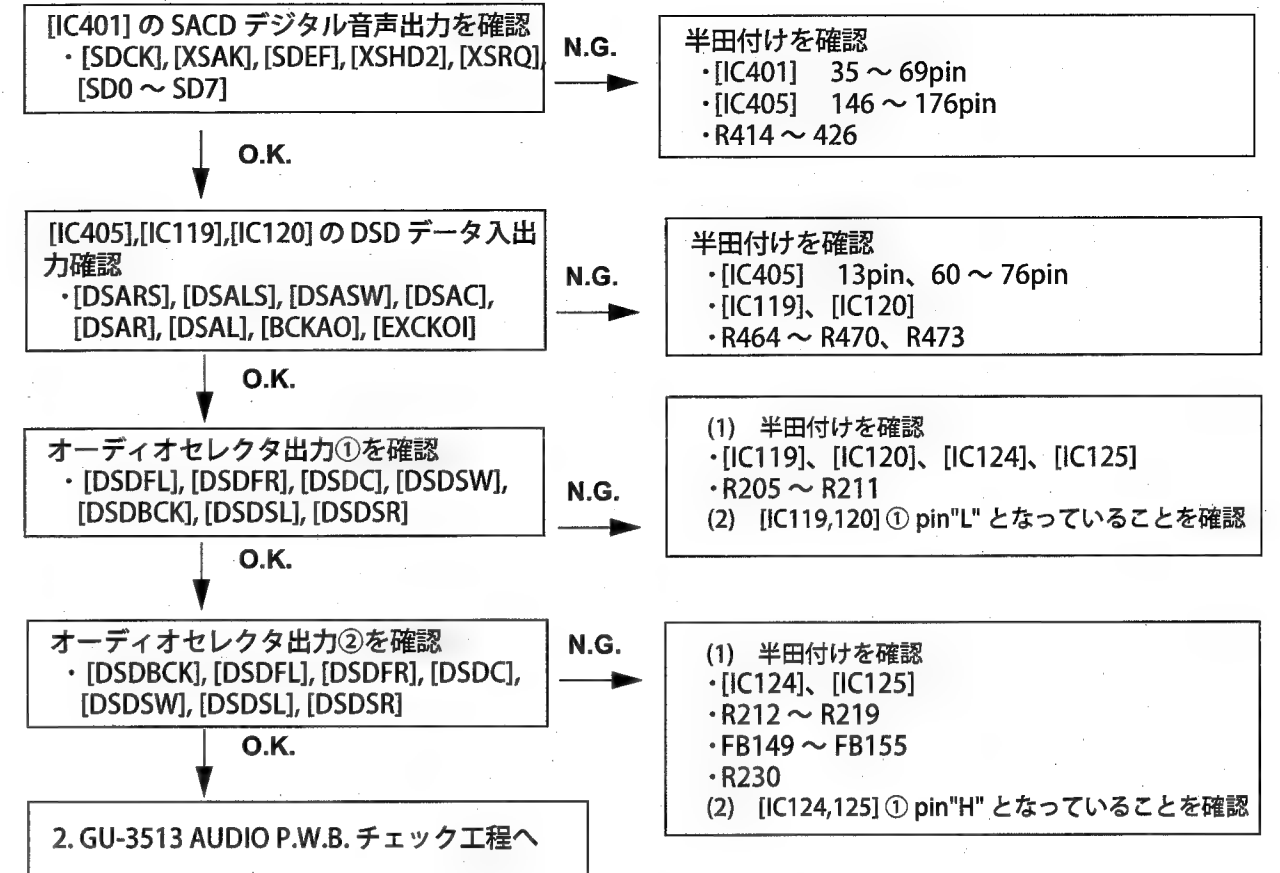 [IC401] の SACD デジタル音声出力を確認
・[SDCK], [XSAK], [SDEF], [XSHD2], [XSRQ],
[SD0 ～ SD7]
N.G.
半田付けを確認
・[IC401] 35 ～ 69pin
・[IC405] 146 ～ 176pin
・R414 ～ 426
O.K.
[IC405],[IC119],[IC120] の DSD データ入出
力確認
・[DSARS], [DSALS], [DSASW], [DSAC],
[DSAR], [DSAL], [BCKAO], [EXCKOI]
N.G.
半田付けを確認
・[IC405] 13pin、60 ～ 76pin
・[IC119]、[IC120]
・R464 ～ R470、R473
O.K.
オーディオセレクタ出力①を確認
・[DSDFL], [DSDFR], [DSDC], [DSDSW],
[DSDBCK], [DSDSL], [DSDSR]
N.G.
(1) 半田付けを確認
・[IC119]、[IC120]、[IC124]、[IC125]
・R205 ～ R211
(2) [IC119,120] ① pin"L" となっていることを確認
O.K.
オーディオセレクタ出力②を確認
・[DSDBCK], [DSDFL], [DSDFR], [DSDC],
[DSDSW], [DSDSL], [DSDSR]
N.G.
(1) 半田付けを確認
・[IC124]、[IC125]
・R212 ～ R219
・FB149 ～ FB155
・R230
(2) [IC124,125] ① pin"H" となっていることを確認
O.K.
2. GU-3513 AUDIO P.W.B. チェック工程へ